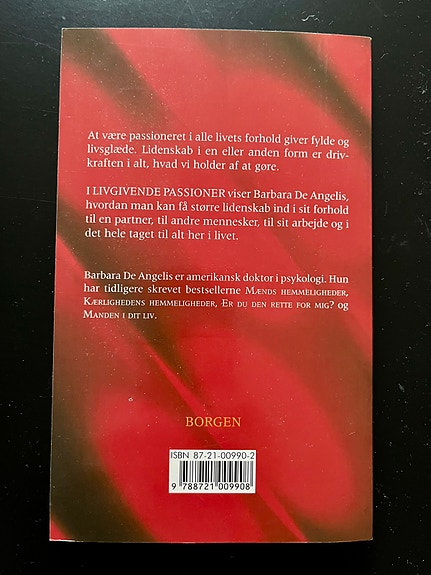 At være passioneret i alle livets forhold giver fylde og
livsglæde. Lidenskab i en eller anden form er driv-
kraften i alt, hvad vi holder af at gøre.
I LIVGIVENDE PASSIONER viser Barbara De Angelis,
hvordan man kan få større lidenskab ind i sit forhold
til en partner, til andre mennesker, til sit arbejde og i
det hele taget til alt her i livet.
Barbara De Angelis er amerikansk doktor i psykologi. Hun
har tidligere skrevet bestsellerne MÆNDS HEMMELIGHEDER,
KÆRLIGHEDENS HEMMELIGHEDER, ER DU DEN RETTE FOR MIG? og
MANDEN I DIT LIV.
BORGEN
ISBN 87-21-00990-2
9 788721 009908